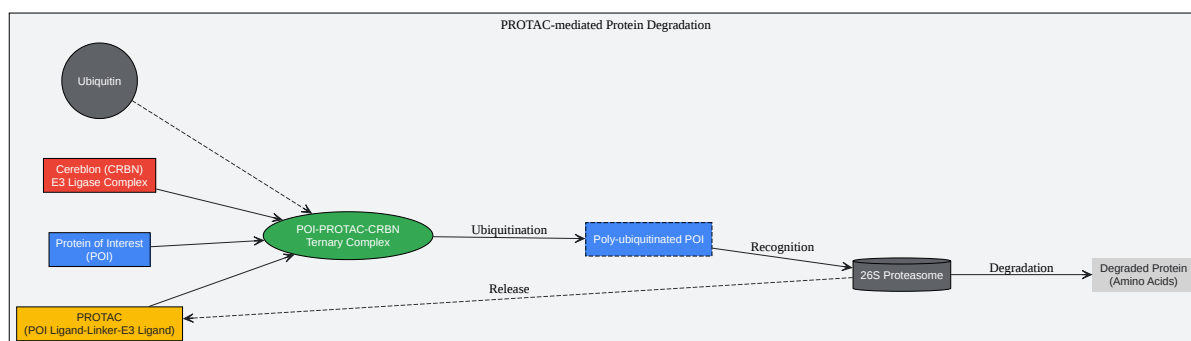 PROTAC-mediated Protein Degradation
Ubiquitin
Cereblon (CRBN)
E3 Ligase Complex
Protein of Interest
(POI)
PROTAC
(POI Ligand-Linker-E3 Ligand)
POI-PROTAC-CRBN
Ternary Complex
Ubiquitination
Poly-ubiquitinated POI
Recognition
Release
26S Proteasome
Degradation
Degraded Protein
(Amino Acids)